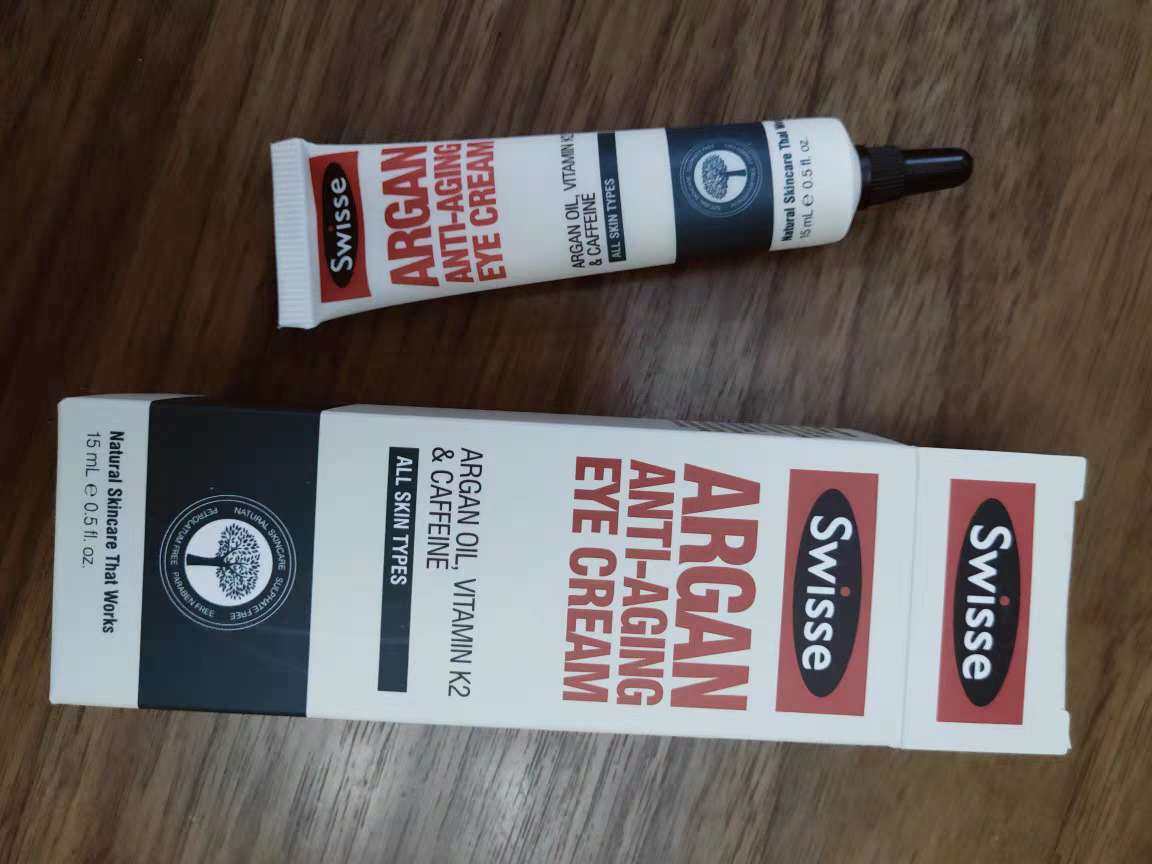 Swisse
ARGAN
ANTI-AGING
EYE CREAM
ARGAN OIL, VITAMIN K2
& CAFFEINE
ALL SKIN TYPES
Natural Skincare That
15 mL e 0.5 fl. oz.
Swisse
Swisse
ARGAN
ANTI-AGING
EYE CREAM
ARGAN OIL, VITAMIN K2
& CAFFEINE
ALL SKIN TYPES
NATURAL SKINCARE SULPHATE FREE PARABEN FREE PETROLATUM FREE
Natural Skincare That Works
15 mL e 0.5 fl. oz.